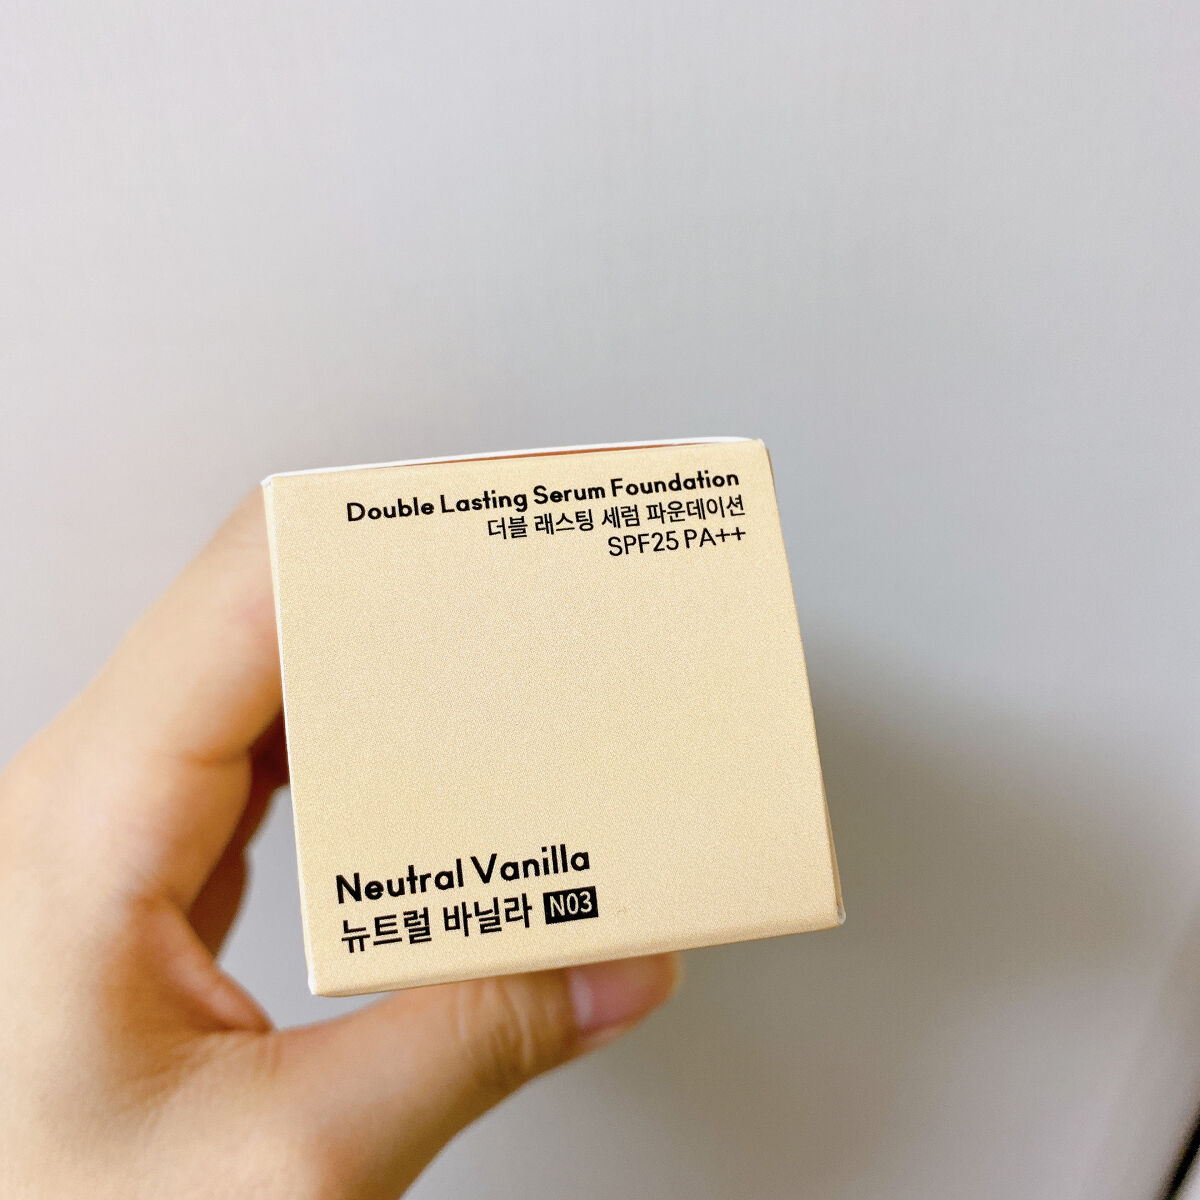 Double Lasting Serum Foundation
더블 래스팅 세럼 파운데이션
SPF25 PA++
Neutral Vanilla
뉴트럴 바닐라 N03